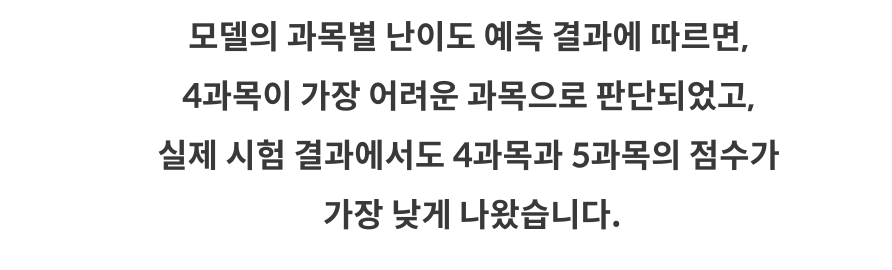 모델의 과목별 난이도 예측 결과에 따르면,
4과목이 가장 어려운 과목으로 판단되었고,
실제 시험 결과에서도 4과목과 5과목의 점수가
가장 낮게 나왔습니다.